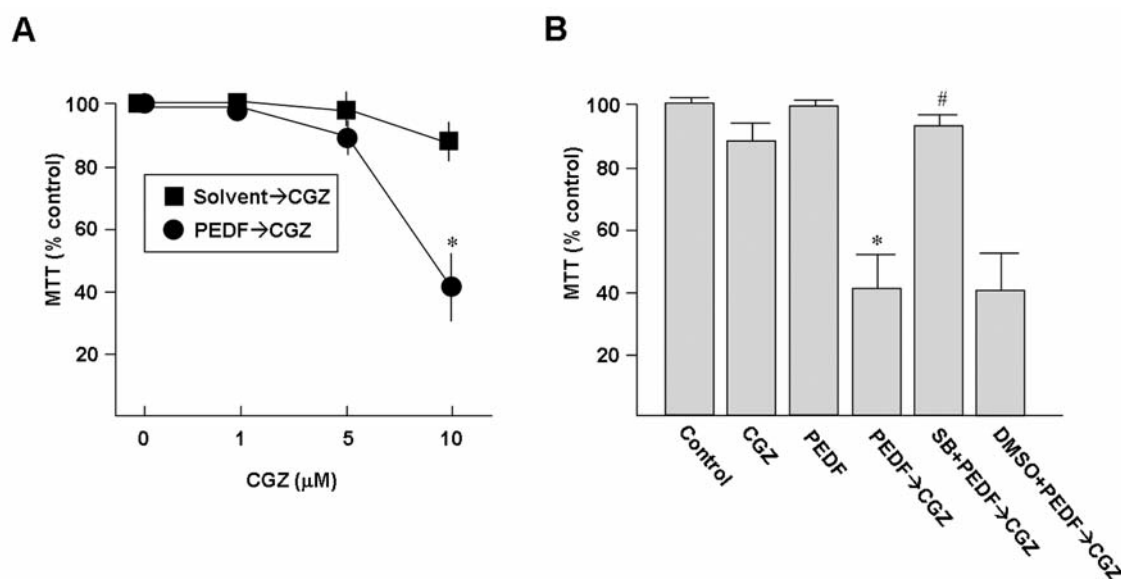 A
MTT (% control)
100
80
60
40
20
Solvent→CGZ
PEDF→CGZ
*
0 1 5 10
CGZ (μM)
B
MTT (% control)
100
80
60
40
20
*
#
Control
CGZ
PEDF
PEDF→CGZ
SB+PEDF→CGZ
DMSO+PEDF→CGZ